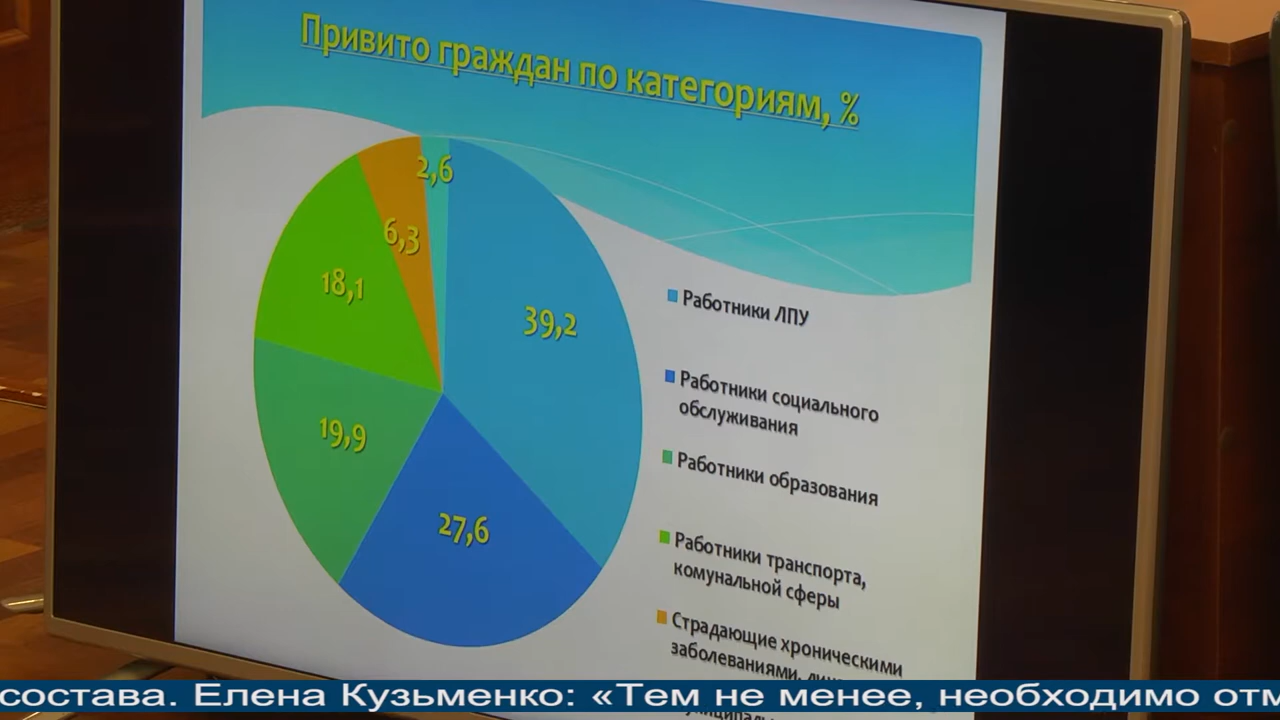 Привито граждан по категориям, %
2,6
6,3
18,1
39,2
19,9
27,6
Работники ЛПУ
Работники социального
обслуживания
Работники образования
Работники транспорта,
комунальной сферы
Страдающие хроническими
заболеваниями,
состава. Елена Кузьменко: «Тем не менее, необходимо отм